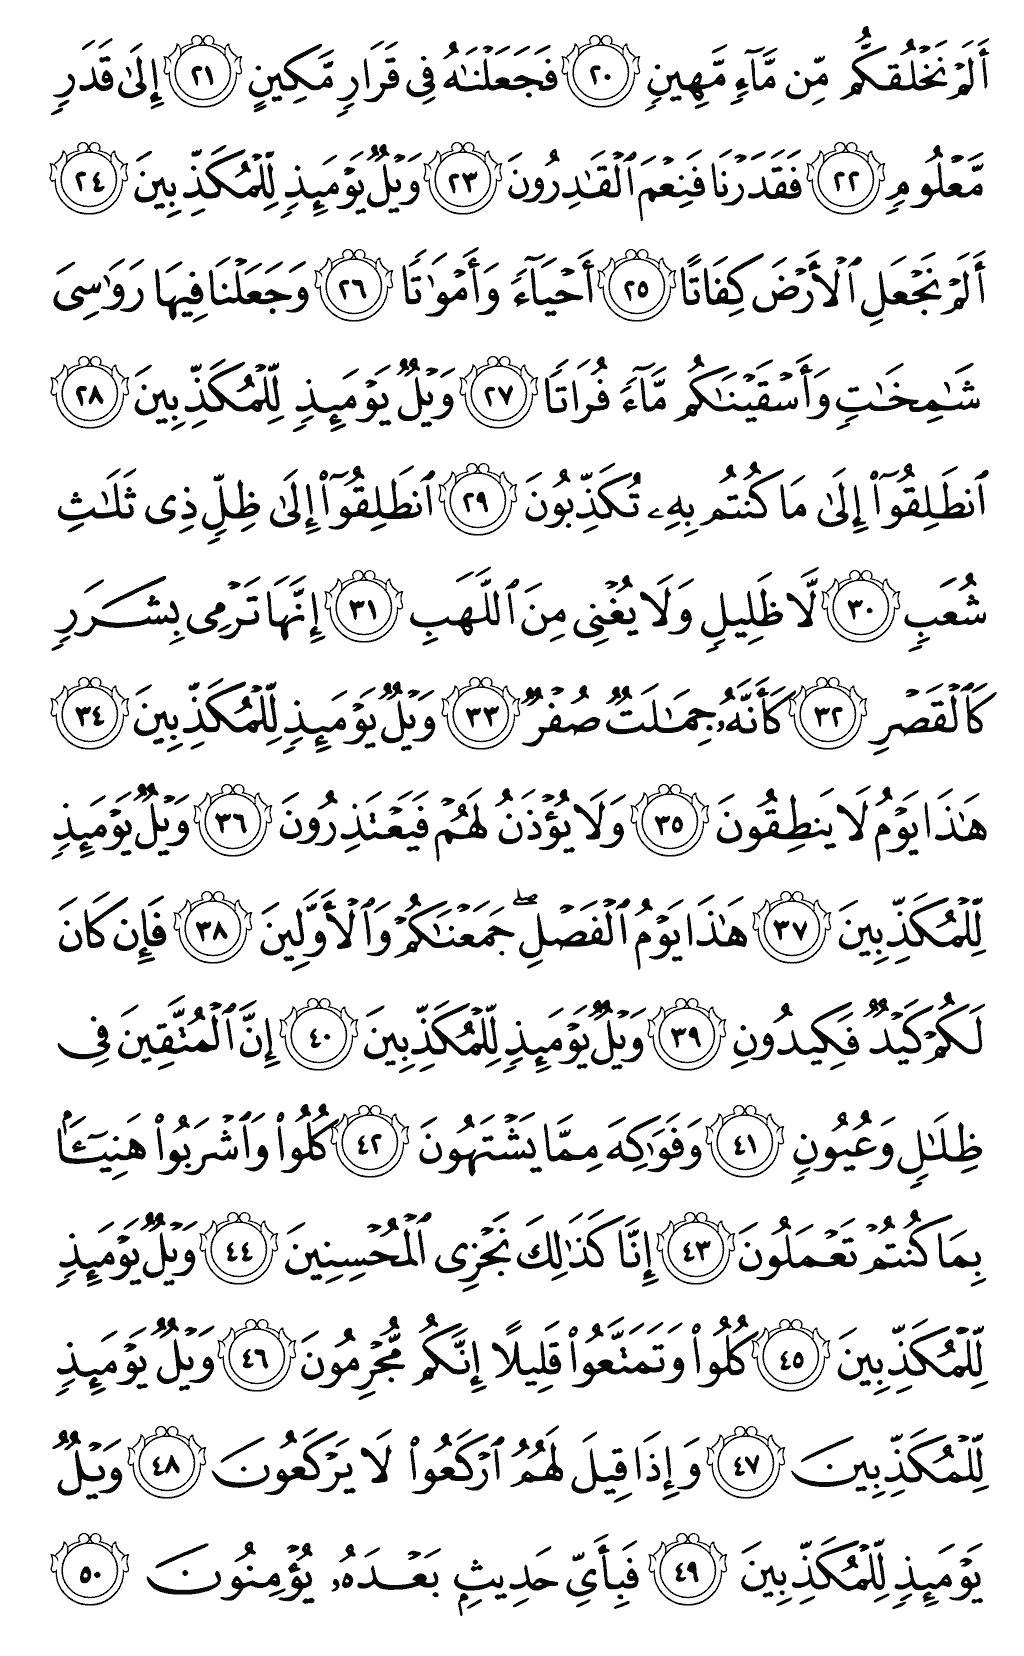 أَلَمۡ نَخۡلُقكُّم مِّن مَّآءٖ مَّهِينٖ ٢٠ فَجَعَلۡنَٰهُ فِي قَرَارٖ مَّكِينٍ ٢١ إِلَىٰ قَدَرٖ
مَّعۡلُومٖ ٢٢ فَقَدَرۡنَا فَنِعۡمَ ٱلۡقَٰدِرُونَ ٢٣ وَيۡلٞ يَوۡمَئِذٖ لِّلۡمُكَذِّبِينَ ٢٤
أَلَمۡ نَجۡعَلِ ٱلۡأَرۡضَ كِفَاتًا ٢٥ أَحۡيَآءٗ وَأَمۡوَٰتٗا ٢٦ وَجَعَلۡنَا فِيهَا رَوَٰسِيَ
شَٰمِخَٰتٖ وَأَسۡقَيۡنَٰكُم مَّآءٗ فُرَاتٗا ٢٧ وَيۡلٞ يَوۡمَئِذٖ لِّلۡمُكَذِّبِينَ ٢٨
ٱنطَلِقُوٓاْ إِلَىٰ مَا كُنتُم بِهِۦ تُكَذِّبُونَ ٢٩ ٱنطَلِقُوٓاْ إِلَىٰ ظِلّٖ ذِي ثَلَٰثِ
شُعَبٖ ٣٠ لَّا ظَلِيلٖ وَلَا يُغۡنِي مِنَ ٱللَّهَبِ ٣١ إِنَّهَا تَرۡمِي بِشَرَرٖ
كَٱلۡقَصۡرِ ٣٢ كَأَنَّهُۥ جِمَٰلَتٞ صُفۡرٞ ٣٣ وَيۡلٞ يَوۡمَئِذٖ لِّلۡمُكَذِّبِينَ ٣٤
هَٰذَا يَوۡمُ لَا يَنطِقُونَ ٣٥ وَلَا يُؤۡذَنُ لَهُمۡ فَيَعۡتَذِرُونَ ٣٦ وَيۡلٞ يَوۡمَئِذٖ
لِّلۡمُكَذِّبِينَ ٣٧ هَٰذَا يَوۡمُ ٱلۡفَصۡلِۖ جَمَعۡنَٰكُمۡ وَٱلۡأَوَّلِينَ ٣٨ فَإِن كَانَ
لَكُمۡ كَيۡدٞ فَكِيدُونِ ٣٩ وَيۡلٞ يَوۡمَئِذٖ لِّلۡمُكَذِّبِينَ ٤٠ إِنَّ ٱلۡمُتَّقِينَ فِي
ظِلَٰلٖ وَعُيُونٖ ٤١ وَفَوَٰكِهَ مِمَّا يَشۡتَهُونَ ٤٢ كُلُواْ وَٱشۡرَبُواْ هَنِيٓـَٔۢا
بِمَا كُنتُمۡ تَعۡمَلُونَ ٤٣ إِنَّا كَذَٰلِكَ نَجۡزِي ٱلۡمُحۡسِنِينَ ٤٤ وَيۡلٞ يَوۡمَئِذٖ
لِّلۡمُكَذِّبِينَ ٤٥ كُلُواْ وَتَمَتَّعُواْ قَلِيلًا إِنَّكُم مُّجۡرِمُونَ ٤٦ وَيۡلٞ يَوۡمَئِذٖ
لِّلۡمُكَذِّبِينَ ٤٧ وَإِذَا قِيلَ لَهُمُ ٱرۡكَعُواْ لَا يَرۡكَعُونَ ٤٨ وَيۡلٞ
يَوۡمَئِذٖ لِّلۡمُكَذِّبِينَ ٤٩ فَبِأَيِّ حَدِيثِۭ بَعۡدَهُۥ يُؤۡمِنُونَ ٥٠